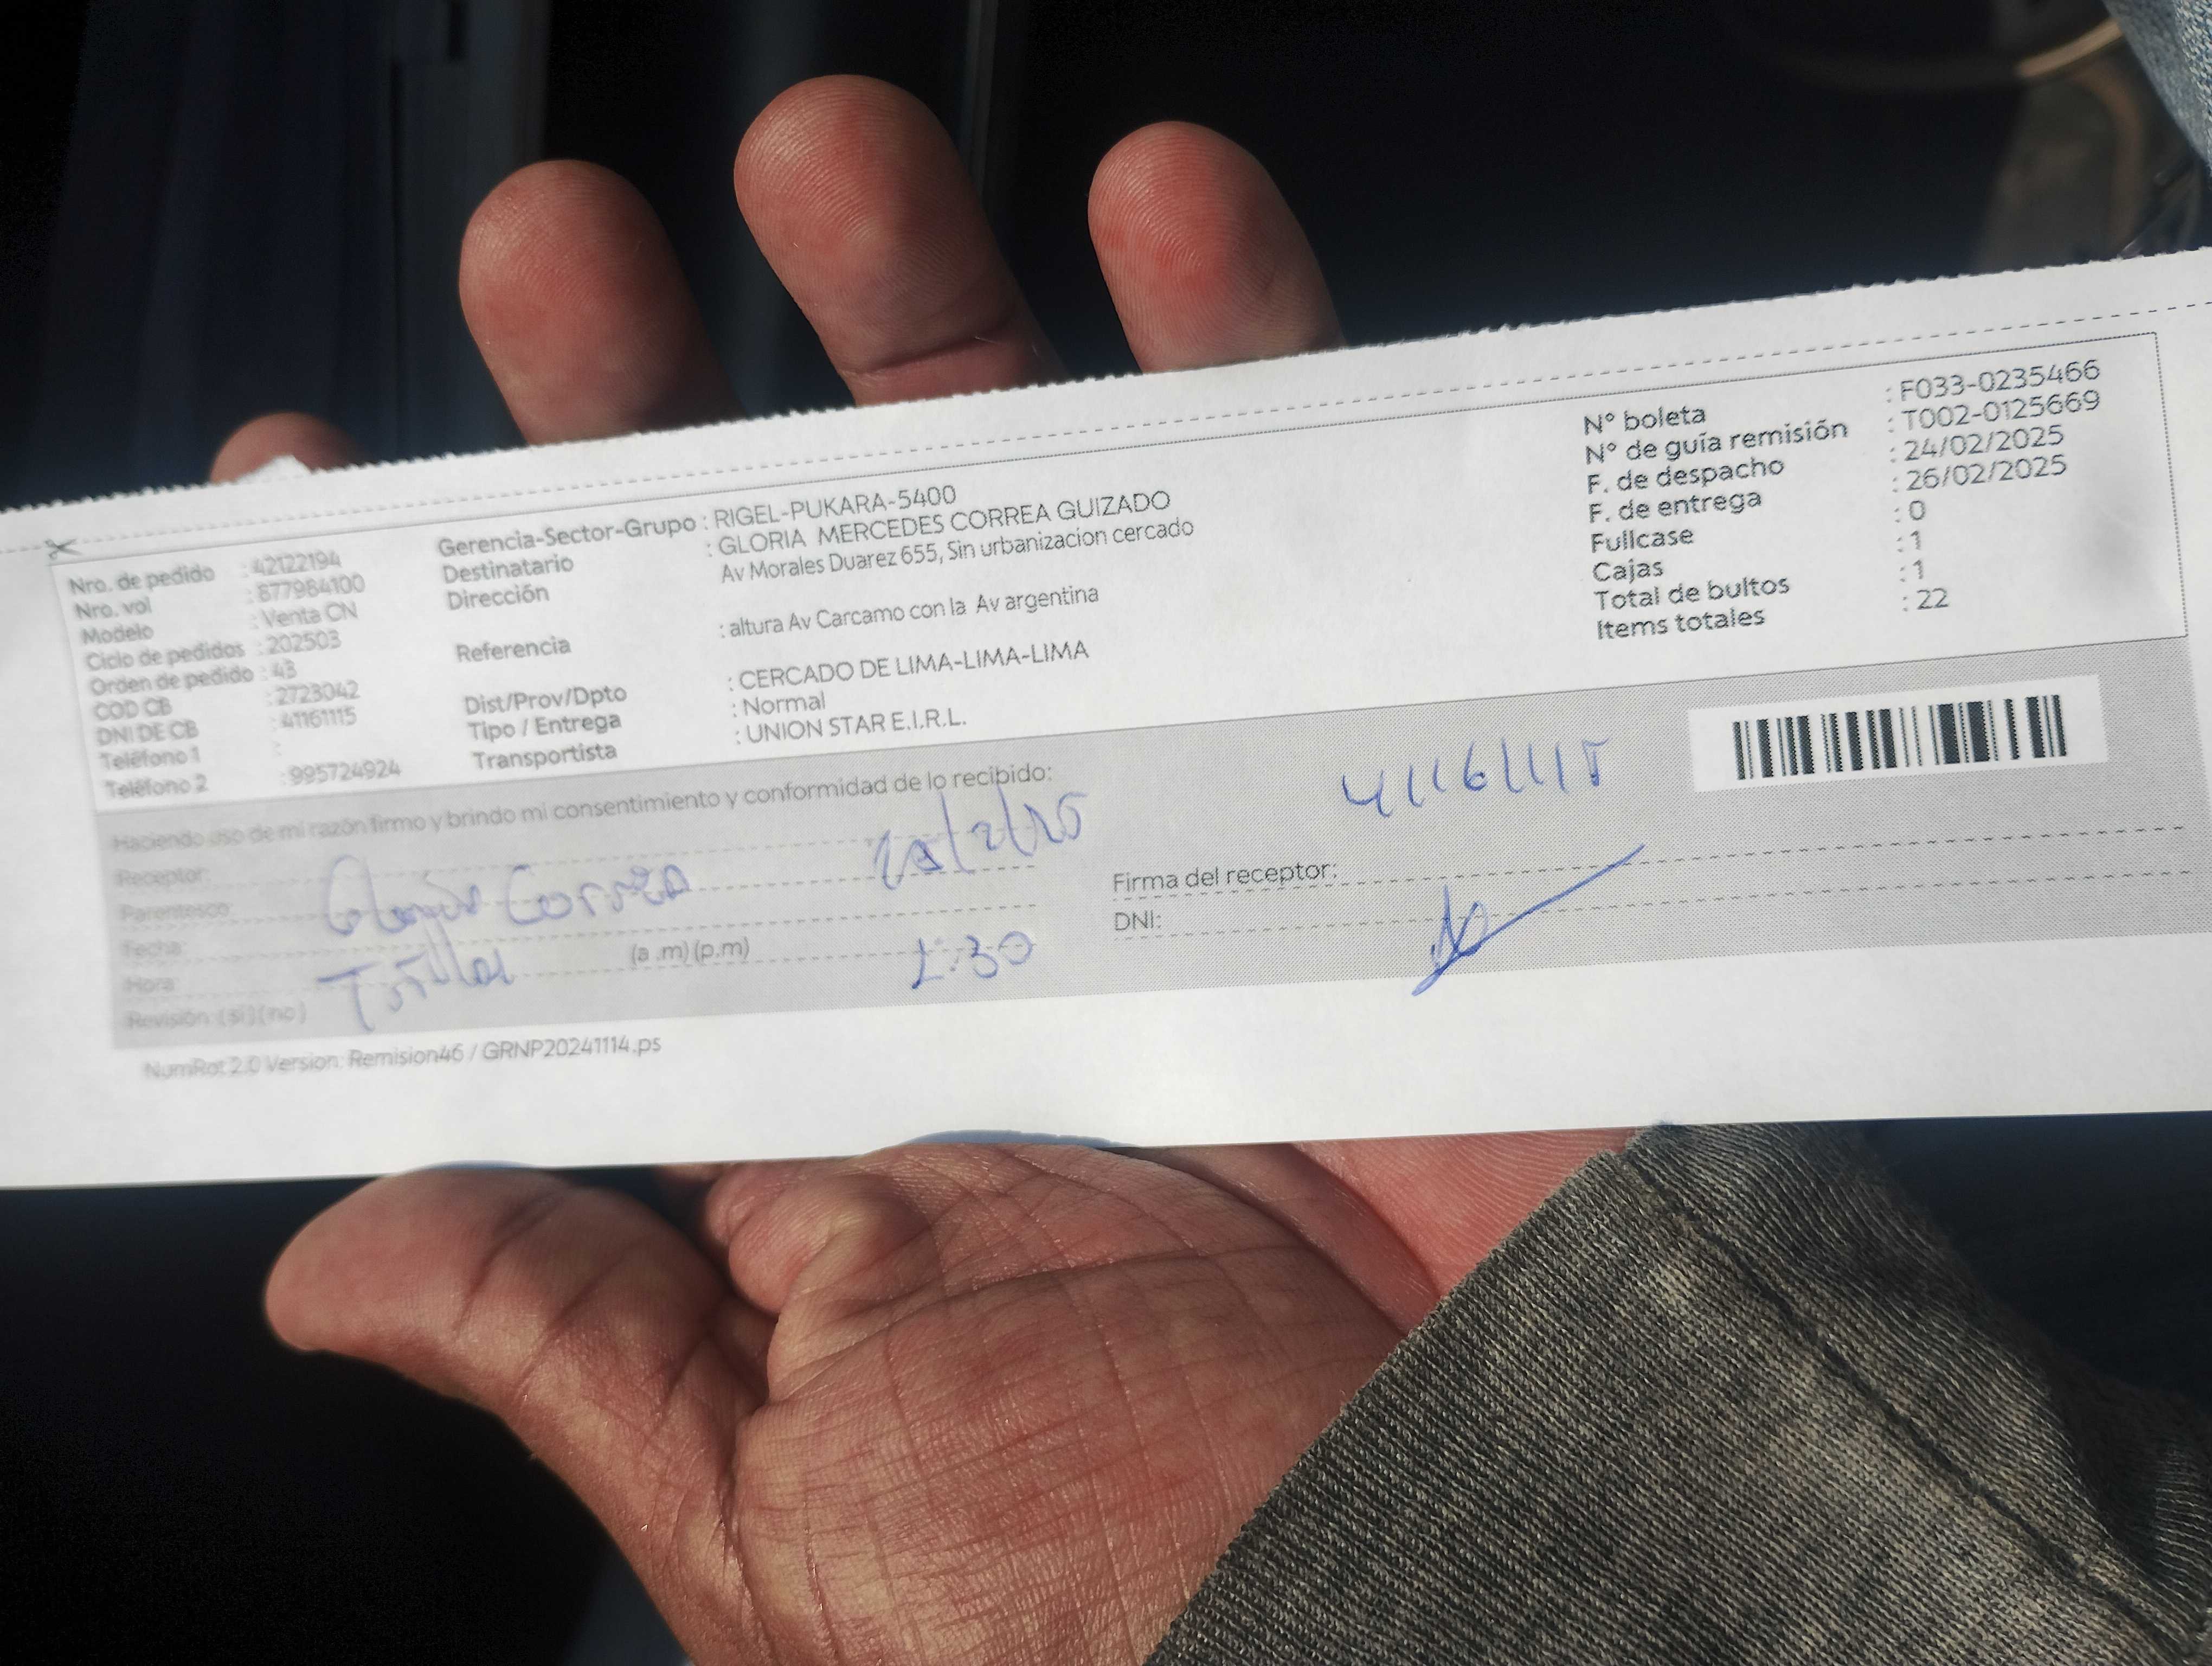 Nro. de pedido : 42122194
Nro. vol : 877984100
Modelo : Venta CN
Ciclo de pedidos : 202503
Orden de pedido : 43
COD CB : 2723042
DNI DE CB : 41161115
Teléfono 1 :
Teléfono 2 : 995724924
Gerencia-Sector-Grupo : RIGEL-PUKARA-5400
Destinatario : GLORIA MERCEDES CORREA GUIZADO
Dirección Av Morales Duarez 655, Sin urbanizacion cercado
Referencia : altura Av Carcamo con la Av argentina
Dist/Prov/Dpto : CERCADO DE LIMA-LIMA-LIMA
Tipo / Entrega : Normal
Transportista : UNION STAR E.I.R.L.
N° boleta : F033-0235466
N° de guía remisión : T002-0125669
F. de despacho : 24/02/2025
F. de entrega : 26/02/2025
Fullcase : 0
Cajas : 1
Total de bultos : 1
Items totales : 22
Haciendo uso de mi razón firmo y brindo mi consentimiento y conformidad de lo recibido:
Receptor:
Parentesco: Correa
Fecha:
Hora: (a .m) (p.m) :30
Revisión: (si) (no)
41161115
Firma del receptor:
DNI:
NumRot 2.0 Version: Remision46 / GRNP20241114.ps